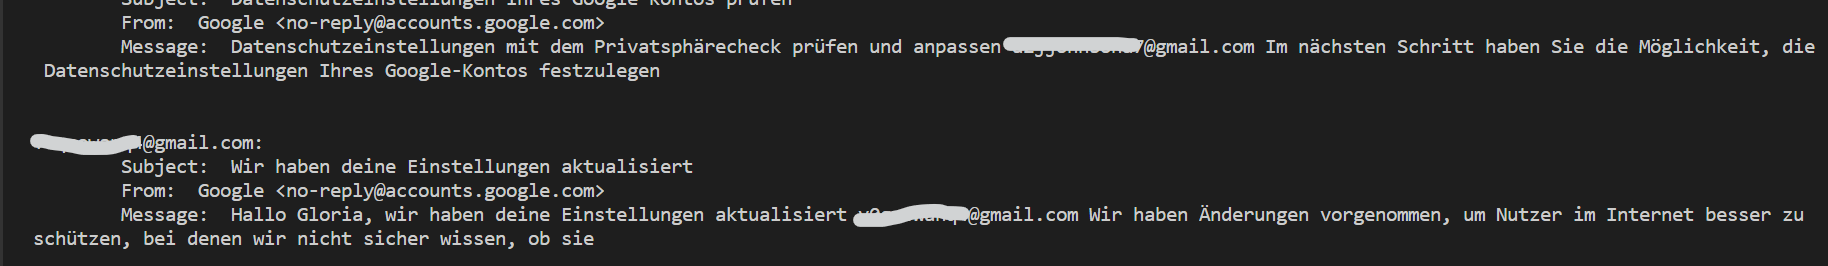 Subject: Datenschutzeinstellungen Ihres Google Kontos prüfen
From: Google <no-reply@accounts.google.com>
Message: Datenschutzeinstellungen mit dem Privatsphärecheck prüfen und anpassen @gmail.com Im nächsten Schritt haben Sie die Möglichkeit, die
Datenschutzeinstellungen Ihres Google-Kontos festzulegen
@gmail.com:
Subject: Wir haben deine Einstellungen aktualisiert
From: Google <no-reply@accounts.google.com>
Message: Hallo Gloria, wir haben deine Einstellungen aktualisiert @gmail.com Wir haben Änderungen vorgenommen, um Nutzer im Internet besser zu
schützen, bei denen wir nicht sicher wissen, ob sie